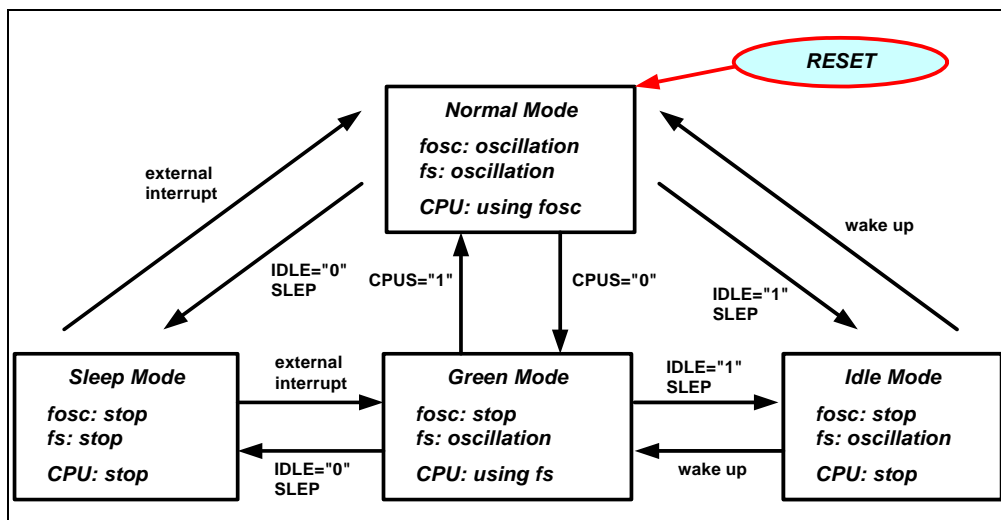 RESET
Normal Mode
fosc: oscillation
fs: oscillation
CPU: using fosc
external
interrupt
wake up
IDLE="0"
SLEP
CPUS="1"
CPUS="0"
IDLE="1"
SLEP
Sleep Mode
fosc: stop
fs: stop
CPU: stop
external
interrupt
IDLE="0"
SLEP
Green Mode
fosc: stop
fs: oscillation
CPU: using fs
IDLE="1"
SLEP
wake up
Idle Mode
fosc: stop
fs: oscillation
CPU: stop